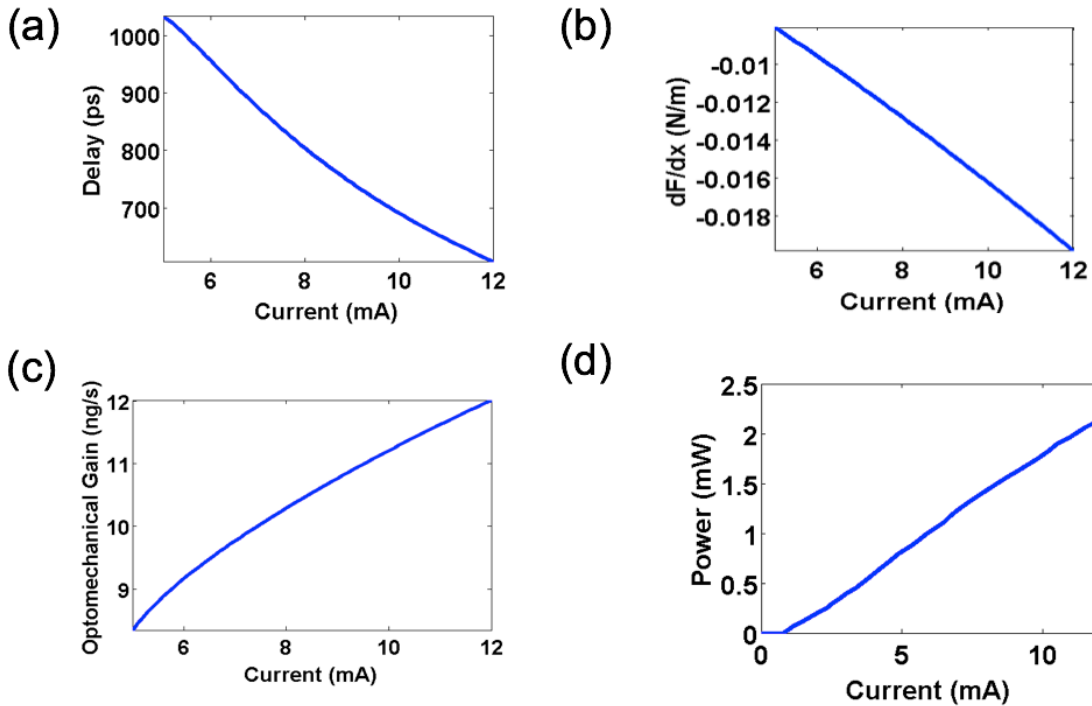 (a)
Delay (ps)
1000
900
800
700
6 8 10 12
Current (mA)
(b)
dF/dx (N/m)
-0.01
-0.012
-0.014
-0.016
-0.018
6 8 10 12
Current (mA)
(c)
Optomechanical Gain (ng/s)
12
11
10
9
6 8 10 12
Current (mA)
(d)
Power (mW)
2.5
2
1.5
1
0.5
0
0 5 10
Current (mA)